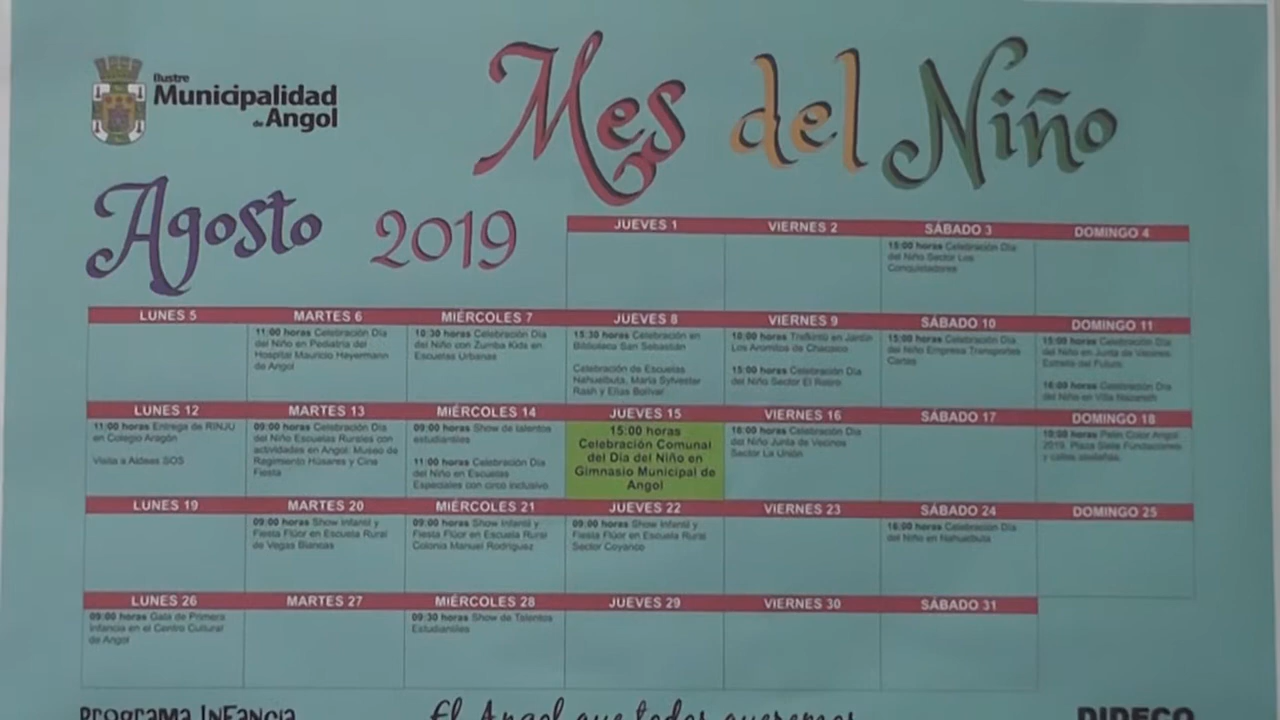 Ilustre
Municipalidad
de Angol
Mes del Niño
Agosto 2019
JUEVES 1
VIERNES 2
SÁBADO 3
15:00 horas Celebración Día
del Niño Sector Los
Conquistadores
DOMINGO 4
LUNES 5
MARTES 6
11:00 horas Celebración Día
del Niño en Pediatría del
Hospital Mauricio Heyermann
de Angol
MIÉRCOLES 7
10:30 horas Celebración Día
del Niño con Zumba Kids en
Escuelas Urbanas
JUEVES 8
15:30 horas Celebración en
Biblioteca San Sebastián
Celebración de Escuelas
Nahuelbuta, María Sylvester
Rash y Elías Bolívar
VIERNES 9
10:00 horas Trafkintü en Jardín
Los Aromitos de Chacaico
15:00 horas Celebración Día
del Niño Sector El Retiro
SÁBADO 10
15:00 horas Celebración Día
del Niño Empresa Transportes
Cortes
DOMINGO 11
15:00 horas Celebración Día
del Niño en Junta de Vecinos
Estrella del Futuro
16:00 horas Celebración Día
del Niño en Villa Nazareth
LUNES 12
11:00 horas Entrega de RINJU
en Colegio Aragón
Visita a Aldeas SOS
MARTES 13
09:00 horas Celebración Día
del Niño Escuelas Rurales con
actividades en Angol: Museo de
Regimiento Húsares y Cine
Fiesta
MIÉRCOLES 14
09:00 horas Show de talentos
estudiantiles
11:00 horas Celebración Día
del Niño en Escuelas
Especiales con circo inclusivo
JUEVES 15
15:00 horas
Celebración Comunal
del Día del Niño en
Gimnasio Municipal de
Angol
VIERNES 16
16:00 horas Celebración Día
del Niño Junta de Vecinos
Sector La Unión
SÁBADO 17
DOMINGO 18
horas Color Angol
2019. Plaza Siete Fundaciones
y calles
LUNES 19
MARTES 20
09:00 horas Show Infantil y
Fiesta Flúor en Escuela Rural
de Vegas Blancas
MIÉRCOLES 21
09:00 horas Show Infantil y
Fiesta Flúor en Escuela Rural
Colonia Manuel Rodríguez
JUEVES 22
09:00 horas Show Infantil y
Fiesta Flúor en Escuela Rural
Sector Coyanco
VIERNES 23
SÁBADO 24
16:00 horas Celebración Día
del Niño en Nahuelbuta
DOMINGO 25
LUNES 26
09:00 horas Gala de Primera
Infancia en el Centro Cultural
de Angol
MARTES 27
MIÉRCOLES 28
09:30 horas Show de Talentos
Estudiantiles
JUEVES 29
VIERNES 30
SÁBADO 31
PROGRAMA INFANCIA
El Angol que todos queremos
DIDECO